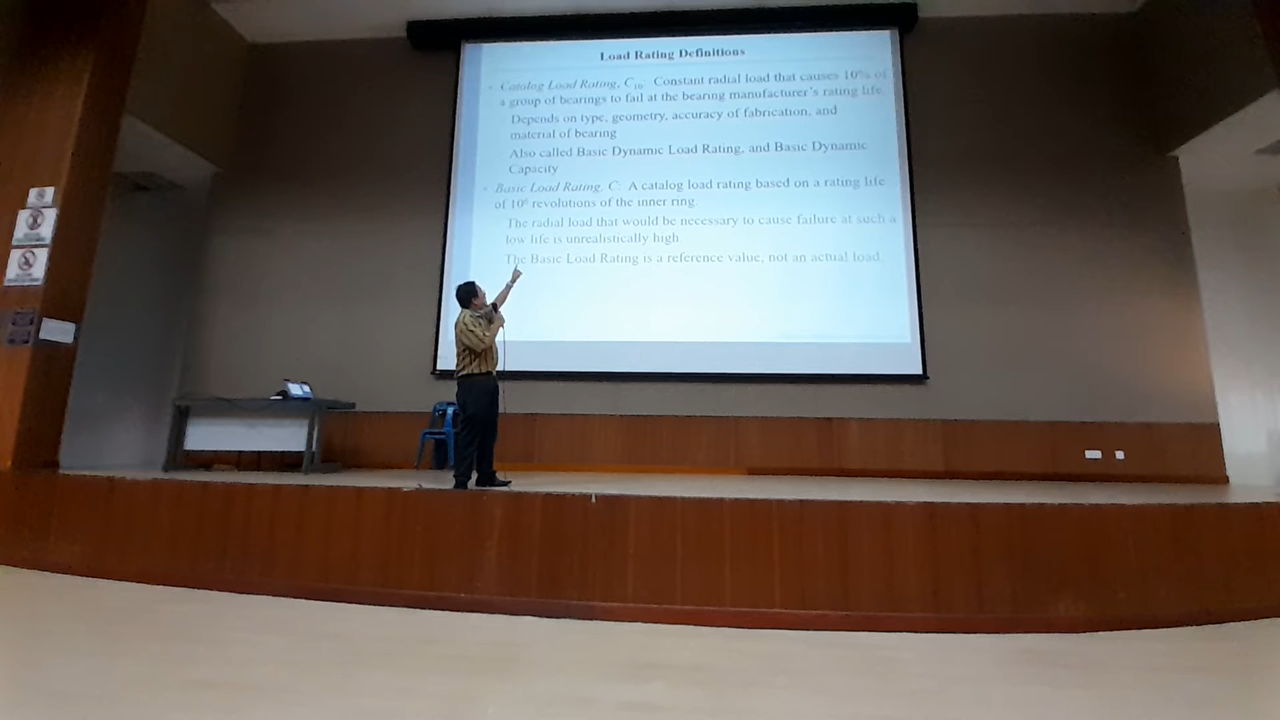 Load Rating Definitions
Catalog Load Rating, C10: Constant radial load that causes 10% of
a group of bearings to fail at the bearing manufacturer's rating life.
Depends on type, geometry, accuracy of fabrication, and
material of bearing
Also called Basic Dynamic Load Rating, and Basic Dynamic
Capacity
Basic Load Rating, C: A catalog load rating based on a rating life
of 10⁶ revolutions of the inner ring.
The radial load that would be necessary to cause failure at such a
low life is unrealistically high.
The Basic Load Rating is a reference value, not an actual load.